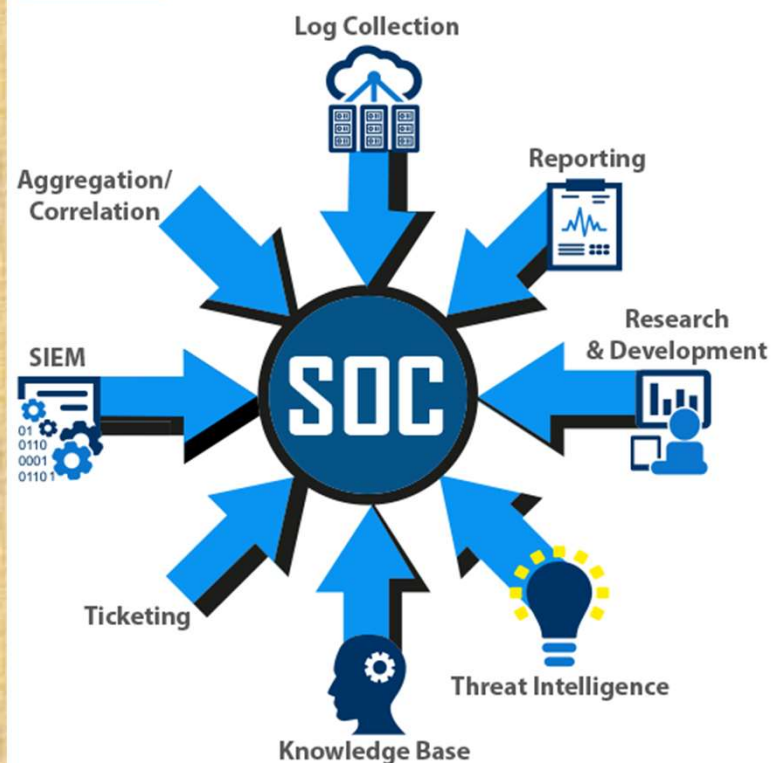 Log Collection
Reporting
Aggregation/
Correlation
Research
& Development
SIEM
01
0110
0001
01101
SOC
Ticketing
Threat Intelligence
Knowledge Base